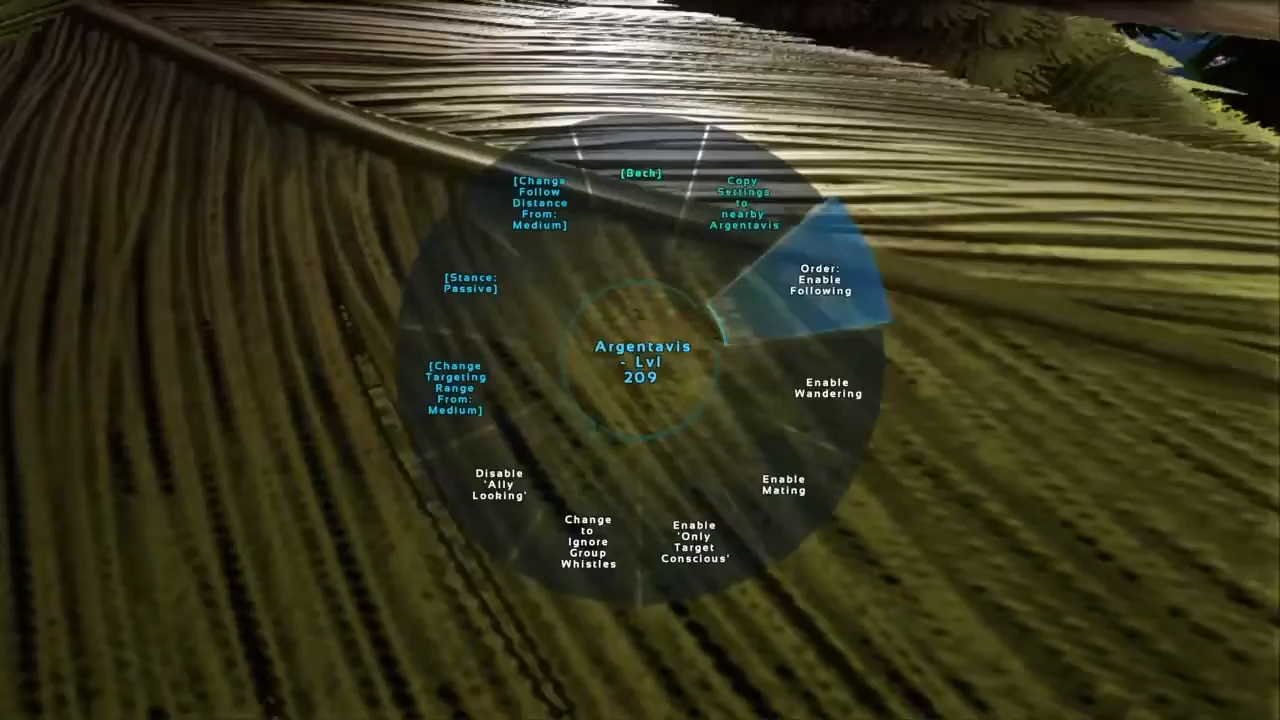 [Back]
Copy
Settings
to
nearby
Argentavis
Order:
Enable
Following
Enable
Wandering
Enable
Mating
Enable
'Only
Target
Conscious'
Change
to
Ignore
Group
Whistles
Disable
'Ally
Looking'
[Change
Targeting
Range
From:
Medium]
[Stance:
Passive]
[Change
Follow
Distance
From:
Medium]
Argentavis
- Lvl
209